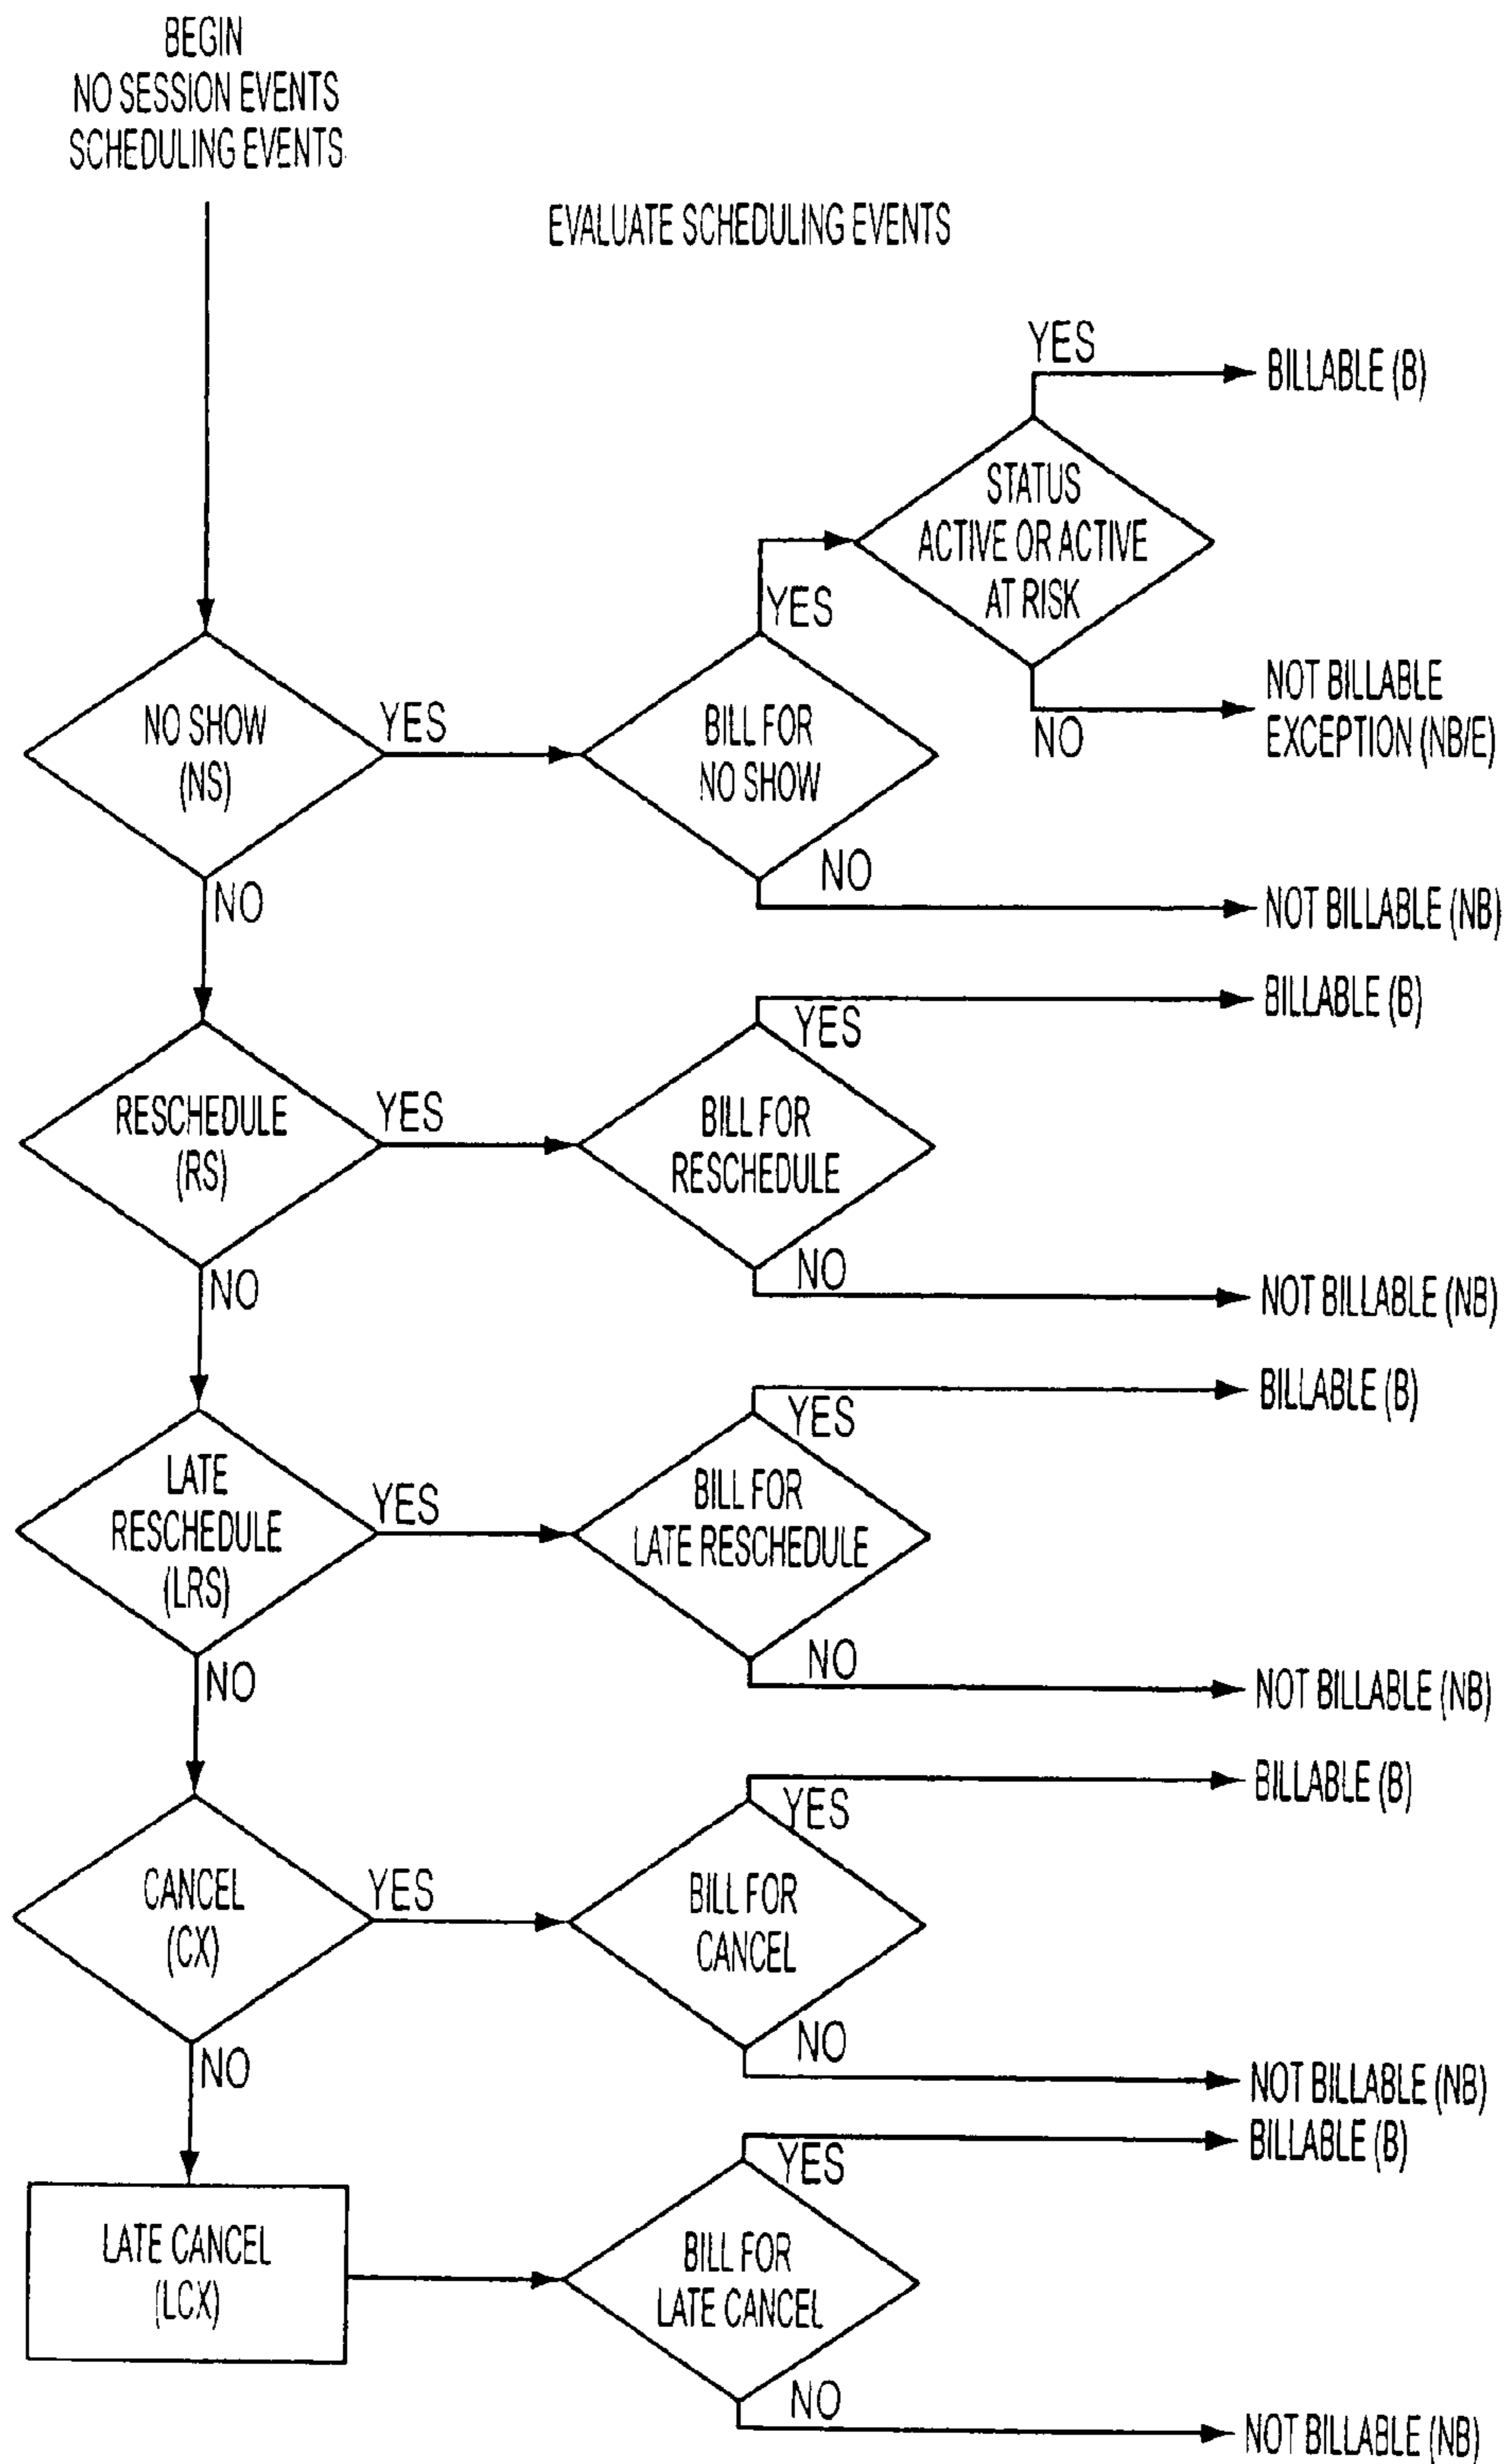 BEGIN
NO SESSION EVENTS
SCHEDULING EVENTS
EVALUATE SCHEDULING EVENTS
YES
BILLABLE (B)
STATUS
ACTIVE OR ACTIVE
AT RISK
YES
NO
NOT BILLABLE
EXCEPTION (NB/E)
NO SHOW
(NS)
YES
BILL FOR
NO SHOW
NO
NOT BILLABLE (NB)
NO
BILLABLE (B)
YES
RESCHEDULE
(RS)
YES
BILL FOR
RESCHEDULE
NO
NOT BILLABLE (NB)
NO
BILLABLE (B)
YES
LATE
RESCHEDULE
(LRS)
YES
BILL FOR
LATE RESCHEDULE
NO
NOT BILLABLE (NB)
NO
BILLABLE (B)
YES
CANCEL
(CX)
YES
BILL FOR
CANCEL
NO
NOT BILLABLE (NB)
NO
BILLABLE (B)
YES
LATE CANCEL
(LCX)
BILL FOR
LATE CANCEL
NO
NOT BILLABLE (NB)